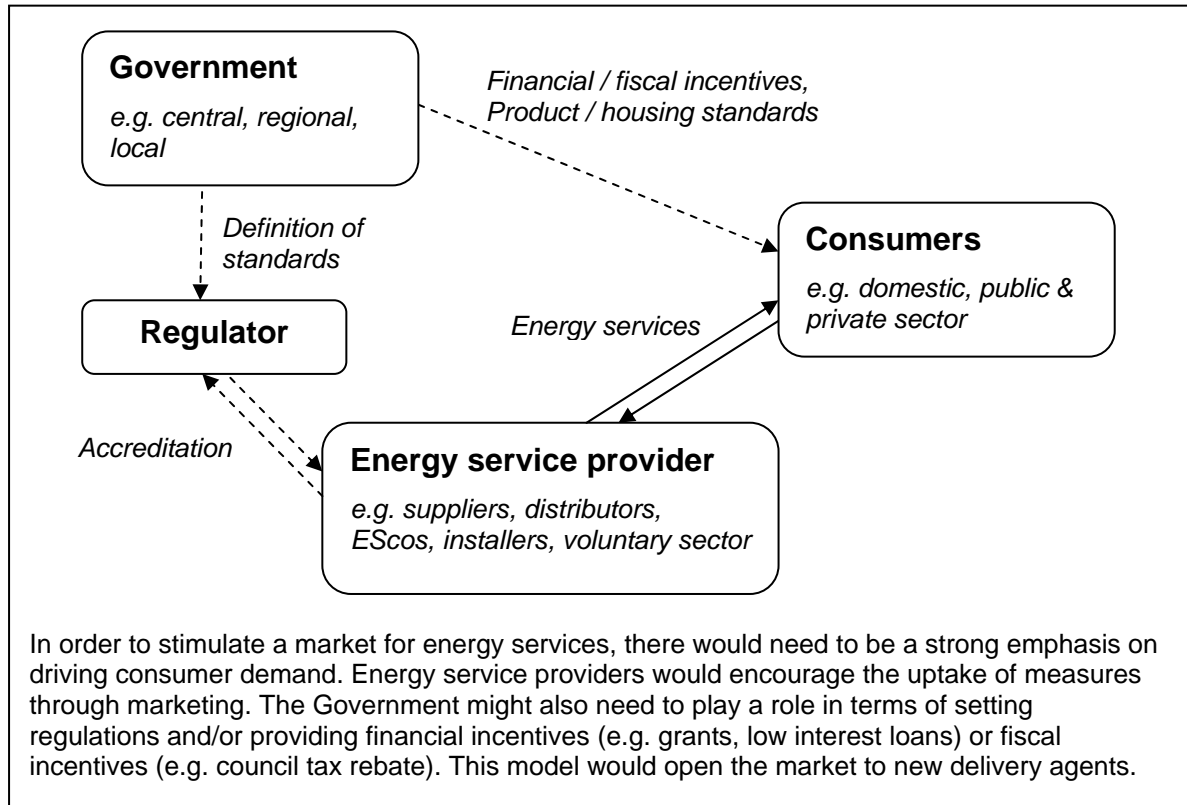 Government
e.g. central, regional,
local
Financial / fiscal incentives,
Product / housing standards
Definition of
standards
Consumers
e.g. domestic, public &
private sector
Regulator
Energy services
Accreditation
Energy service provider
e.g. suppliers, distributors,
EScos, installers, voluntary sector
In order to stimulate a market for energy services, there would need to be a strong emphasis on
driving consumer demand. Energy service providers would encourage the uptake of measures
through marketing. The Government might also need to play a role in terms of setting
regulations and/or providing financial incentives (e.g. grants, low interest loans) or fiscal
incentives (e.g. council tax rebate). This model would open the market to new delivery agents.